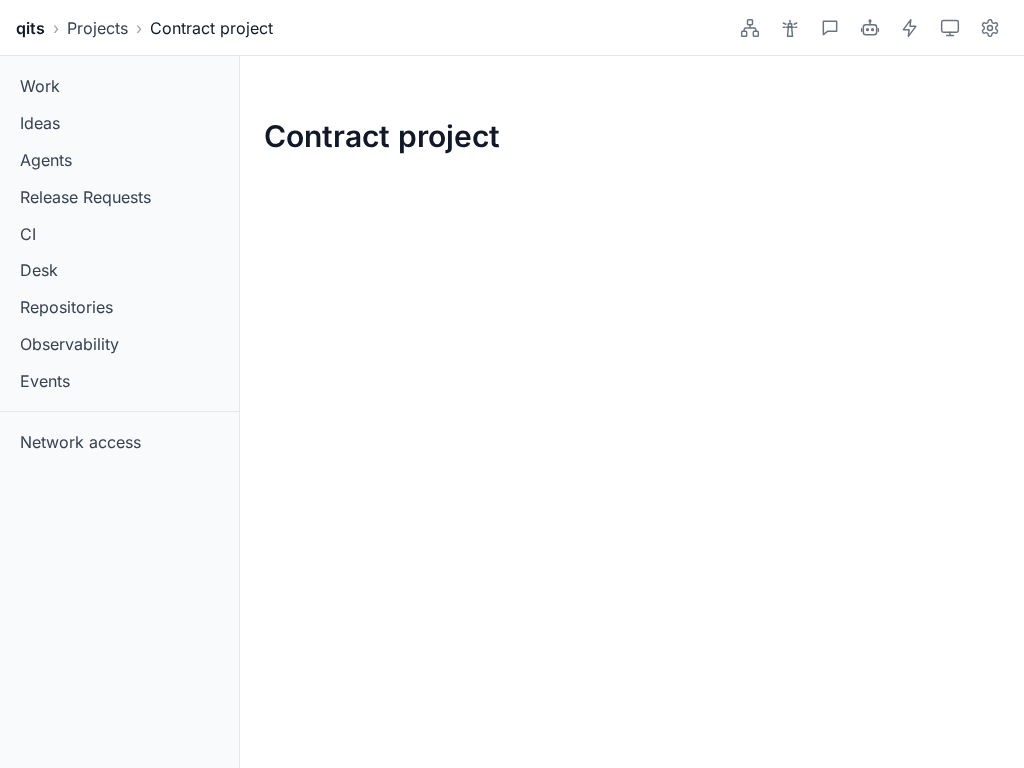 qits › Projects › Contract project
Work
Ideas
Agents
Release Requests
CI
Desk
Repositories
Observability
Events
Network access
Contract project